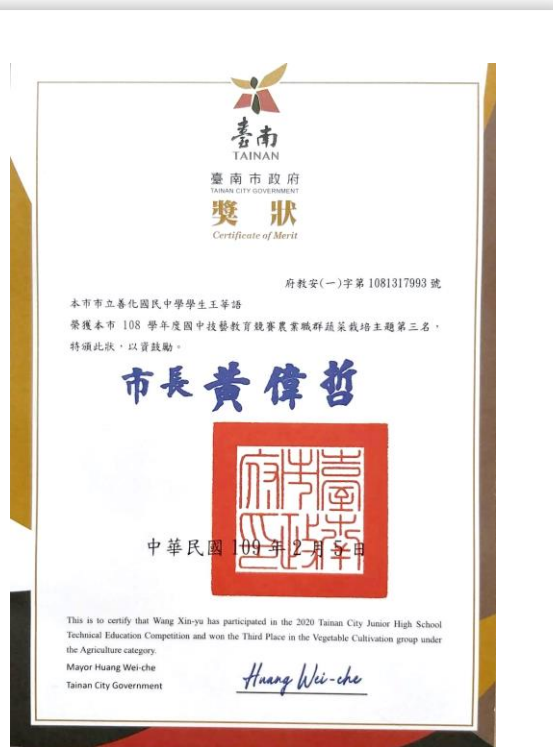 臺南
TAINAN
臺南市政府
TAINAN CITY GOVERNMENT
獎狀
Certificate of Merit
府教安(一)字第 1081317993 號
本市市立善化國民中學學生王莘語
榮獲本市 108 學年度國中技藝教育競賽農業職群蔬菜栽培主題第三名，
特頒此狀，以資鼓勵。
市長 黃偉哲
臺南市政府印
中華民國 109 年 2 月 5 日
This is to certify that Wang Xin-yu has participated in the 2020 Tainan City Junior High School
Technical Education Competition and won the Third Place in the Vegetable Cultivation group under
the Agriculture category.
Mayor Huang Wei-che
Tainan City Government
Huang Wei-che